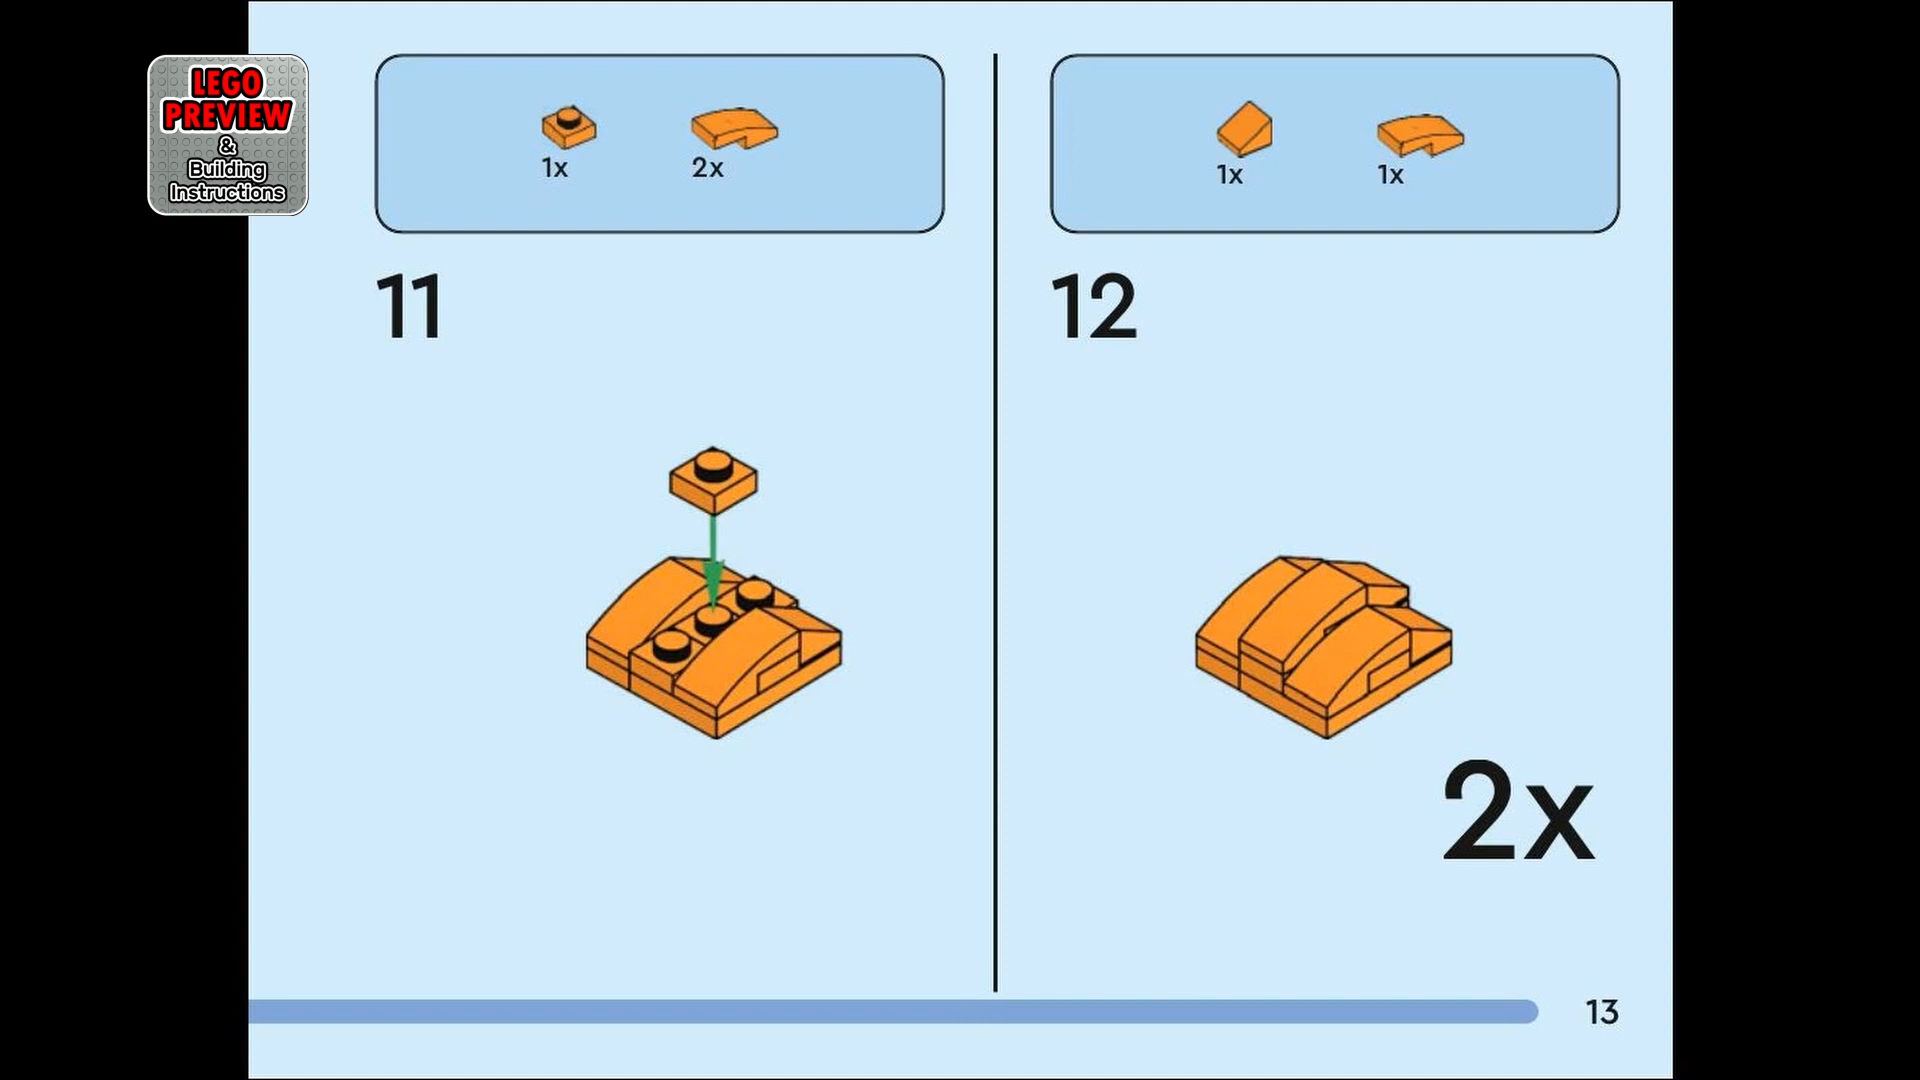 LEGO
PREVIEW
&
Building
Instructions
1x
2x
11
1x
1x
12
2x
13